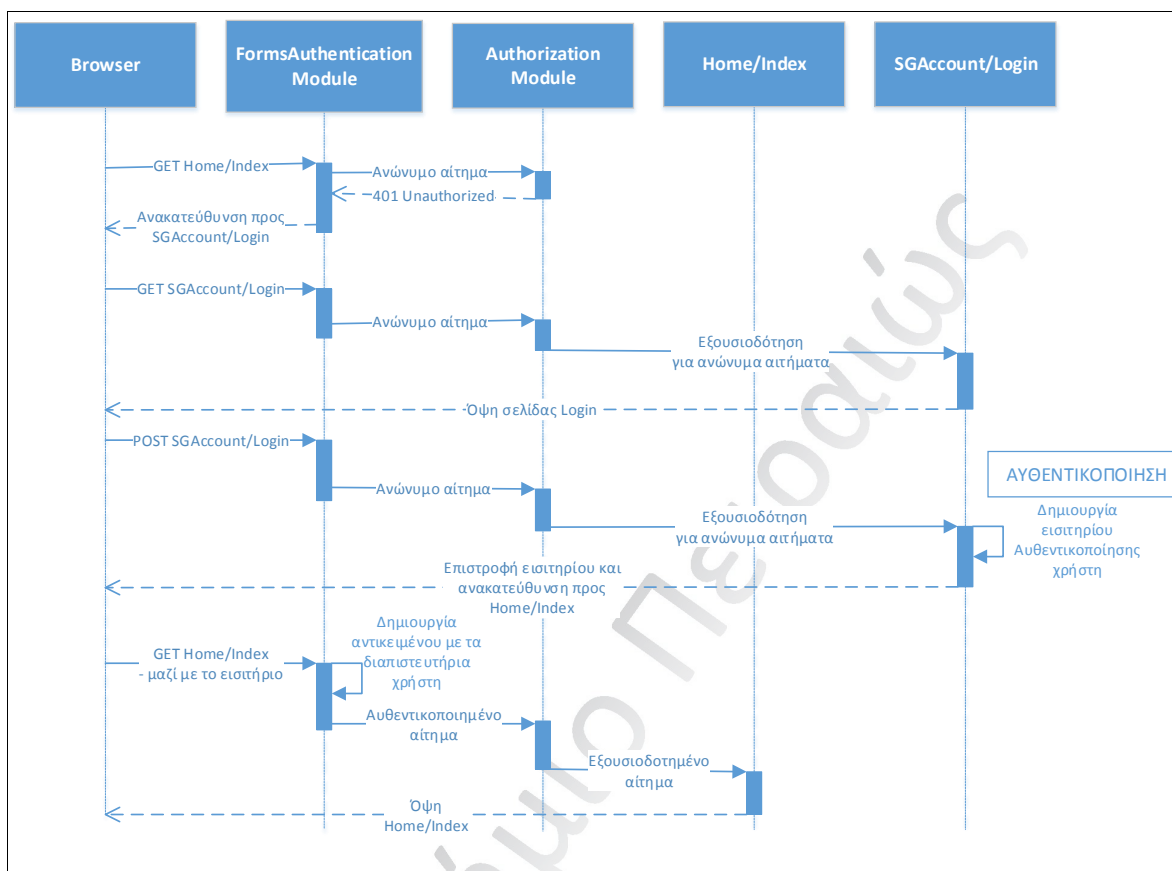 Browser
FormsAuthentication
Module
Authorization
Module
Home/Index
SGAccount/Login
GET Home/Index
Ανώνυμο αίτημα
401 Unauthorized
Ανακατεύθυνση προς
SGAccount/Login
GET SGAccount/Login
Ανώνυμο αίτημα
Εξουσιοδότηση
για ανώνυμα αιτήματα
Όψη σελίδας Login
POST SGAccount/Login
Ανώνυμο αίτημα
Εξουσιοδότηση
για ανώνυμα αιτήματα
ΑΥΘΕΝΤΙΚΟΠΟΙΗΣΗ
Δημιουργία
εισιτηρίου
Αυθεντικοποίησης
χρήστη
Επιστροφή εισιτηρίου και
ανακατεύθυνση προς
Home/Index
Δημιουργία
αντικειμένου με τα
διαπιστευτήρια
χρήστη
GET Home/Index
- μαζί με το εισιτήριο
Αυθεντικοποιημένο
αίτημα
Εξουσιοδοτημένο
αίτημα
Όψη
Home/Index